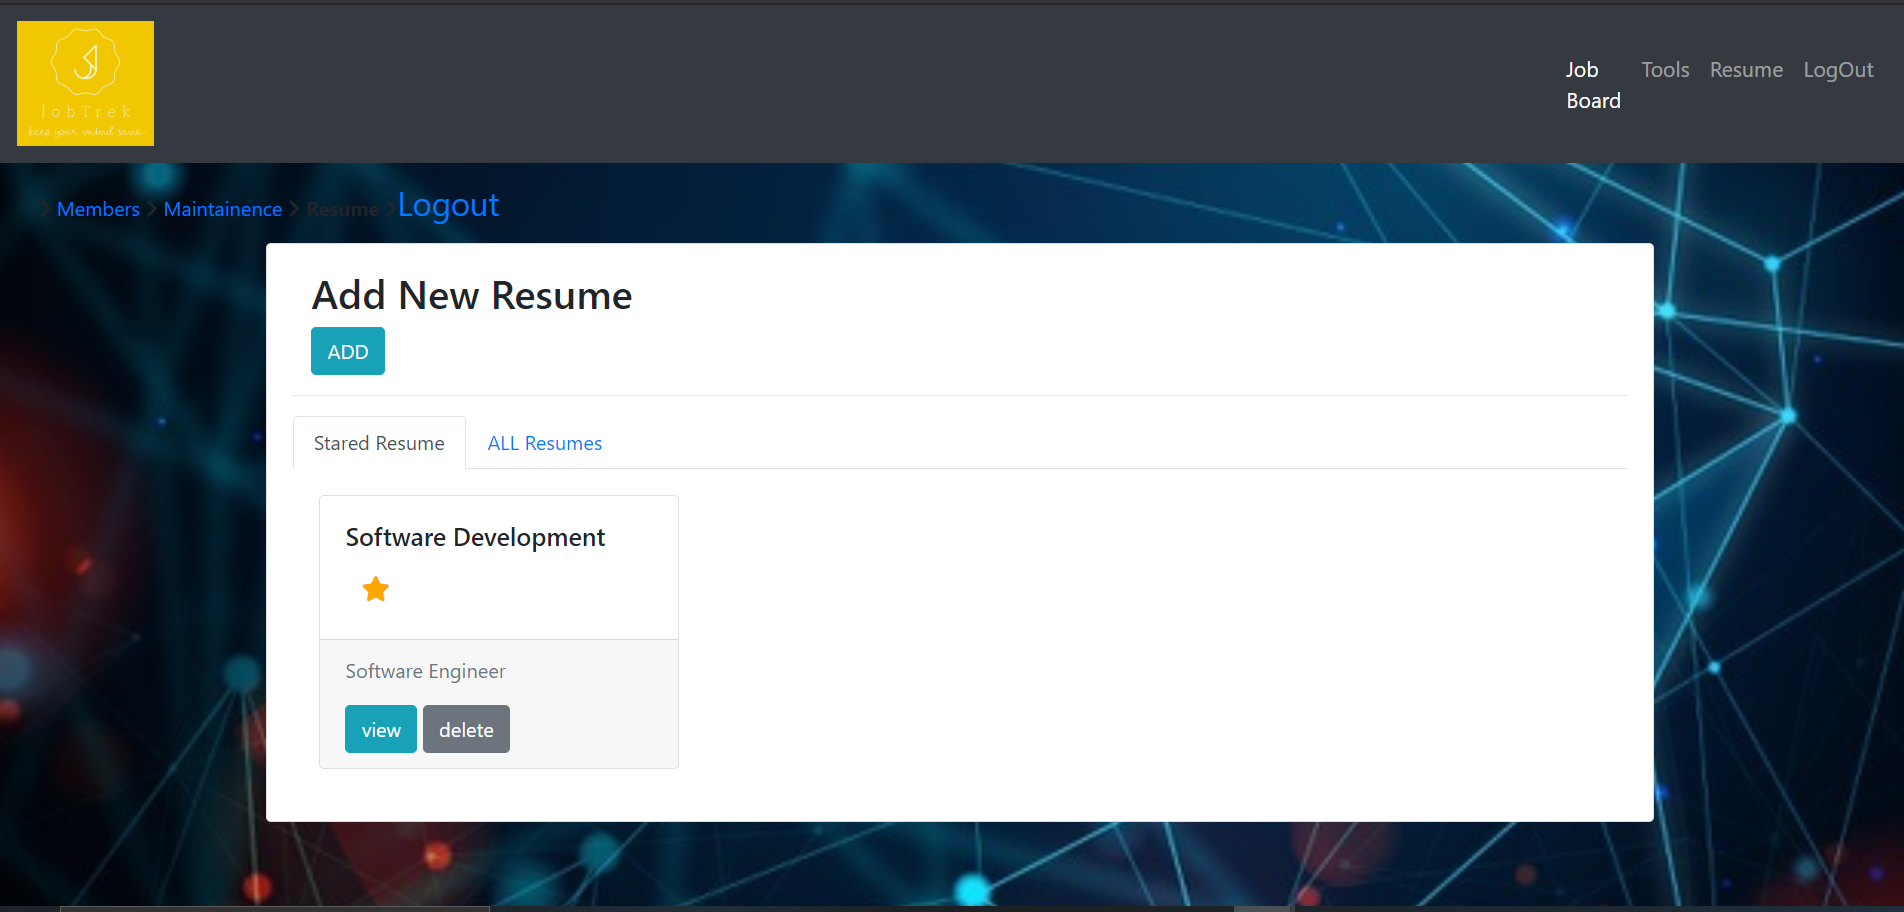 JobTrek
keep your mind sane
Job Board
Tools
Resume
LogOut
Members
Maintainence
Resume
Logout
Add New Resume
ADD
Stared Resume
ALL Resumes
Software Development
Software Engineer
view
delete